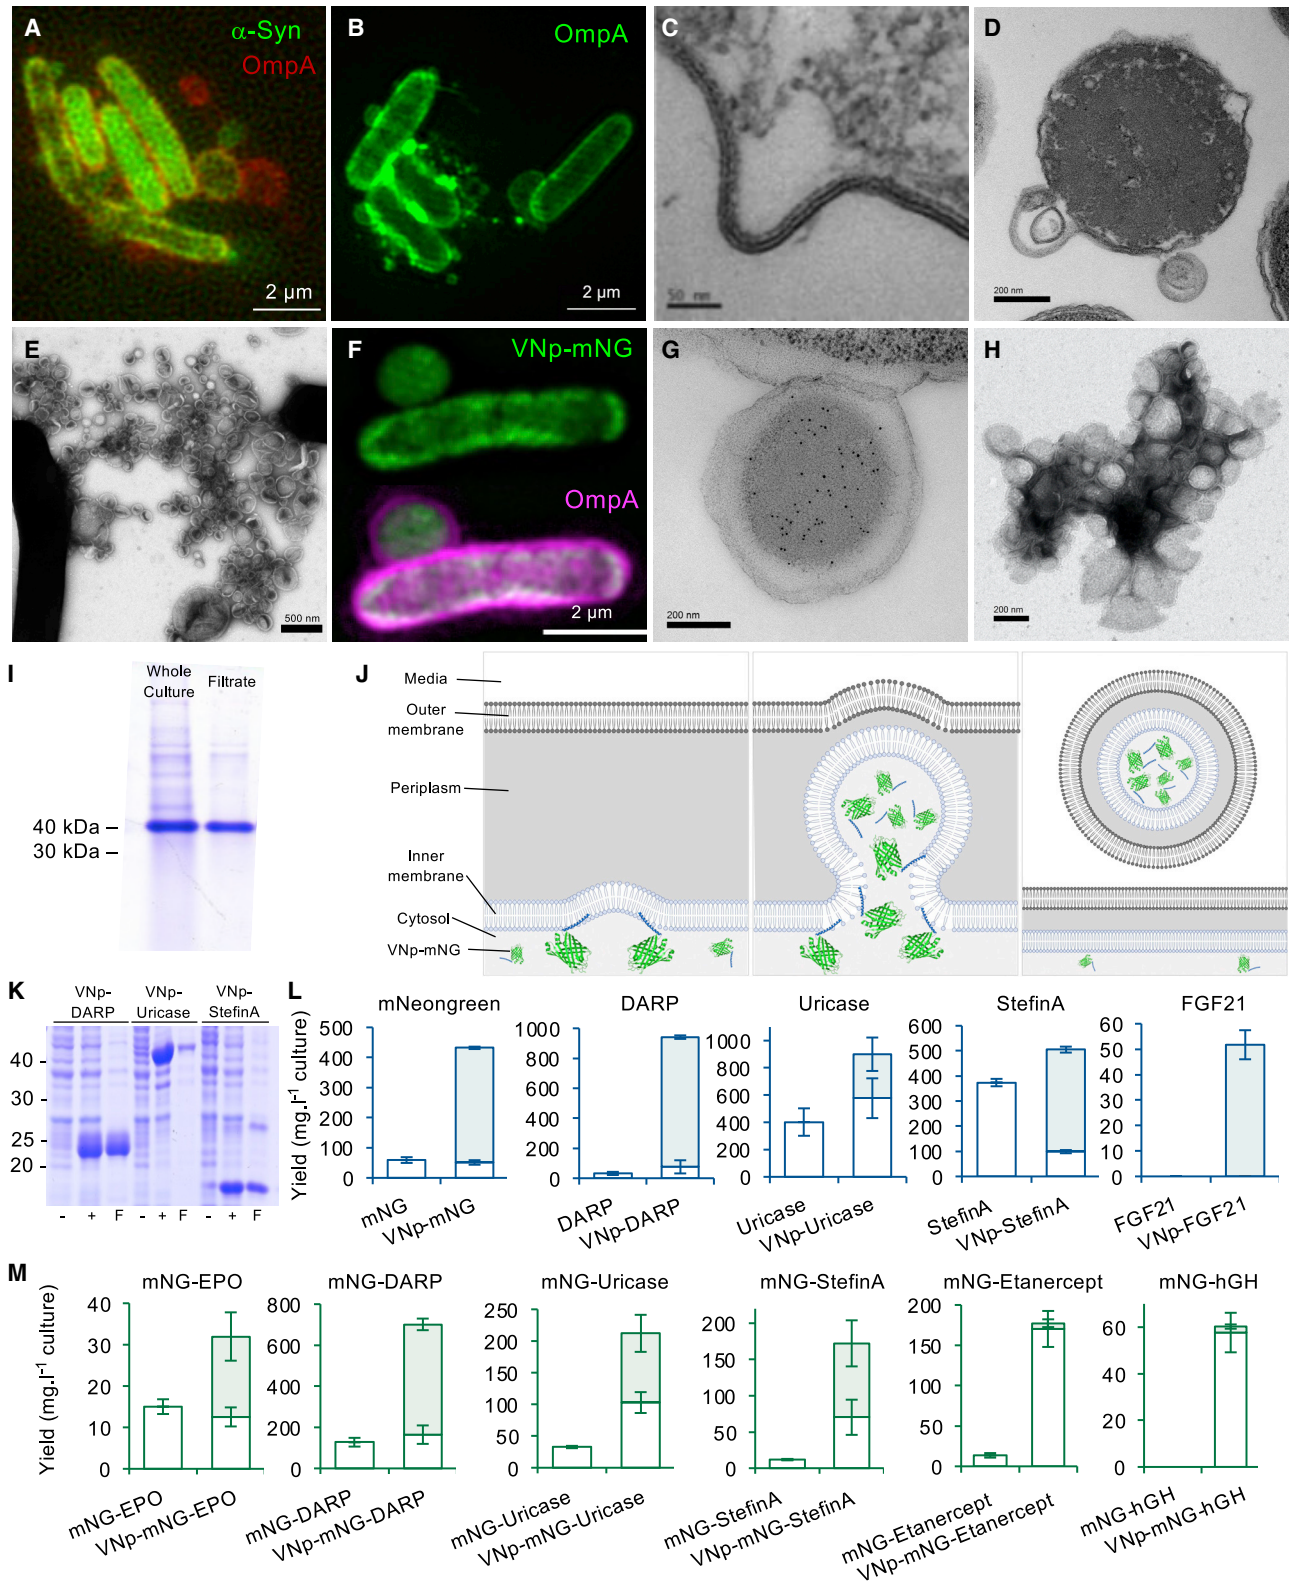 A
α-Syn
OmpA
2 µm
B
OmpA
2 µm
C
50 nm
D
200 nm
E
500 nm
F
VNp-mNG
OmpA
2 µm
G
200 nm
H
200 nm
I
Whole
Culture
Filtrate
40 kDa –
30 kDa –
J
Media
Outer
membrane
Periplasm
Inner
membrane
Cytosol
VNp-mNG
K
VNp-
DARP
VNp-
Uricase
VNp-
StefinA
40
30
25
20
- + F - + F - + F
L
Yield (mg.l⁻¹ culture)
mNeongreen
500
400
300
200
100
0
mNG
VNp-mNG
DARP
1000
800
600
400
200
0
DARP
VNp-DARP
Uricase
1000
800
600
400
200
0
Uricase
VNp-Uricase
StefinA
600
500
400
300
200
100
0
StefinA
VNp-StefinA
FGF21
60
50
40
30
20
10
0
FGF21
VNp-FGF21
M
Yield (mg.l⁻¹ culture)
mNG-EPO
40
30
20
10
0
mNG-EPO
VNp-mNG-EPO
mNG-DARP
800
600
400
200
0
mNG-DARP
VNp-mNG-DARP
mNG-Uricase
250
200
150
100
50
0
mNG-Uricase
VNp-mNG-Uricase
mNG-StefinA
200
150
100
50
0
mNG-StefinA
VNp-mNG-StefinA
mNG-Etanercept
200
150
100
50
0
mNG-Etanercept
VNp-mNG-Etanercept
mNG-hGH
60
40
20
0
mNG-hGH
VNp-mNG-hGH